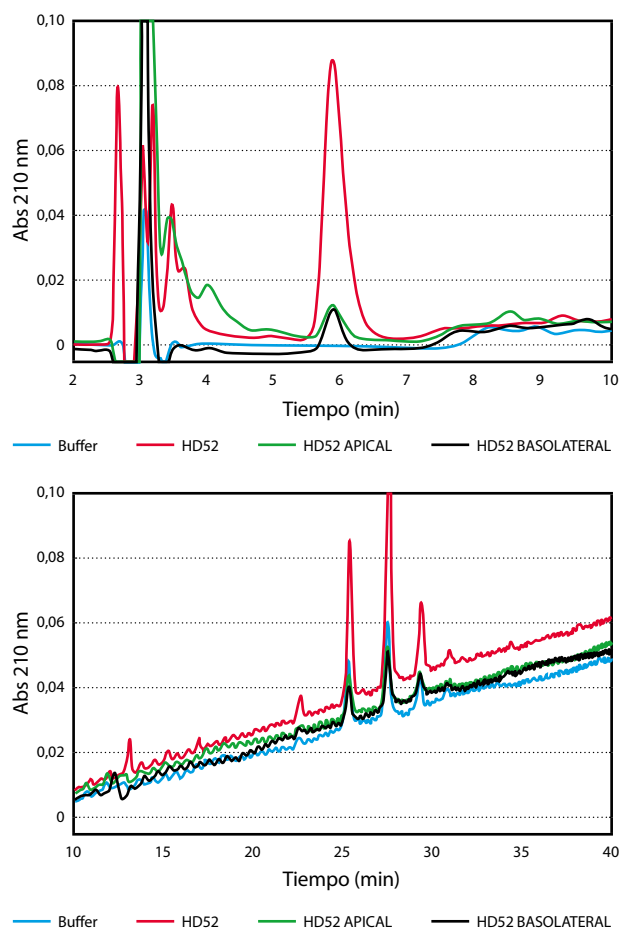 0,10
0,08
0,06
0,04
0,02
0
Abs 210 nm
2 3 4 5 6 7 8 9 10
Tiempo (min)
Buffer HD52 HD52 APICAL HD52 BASOLATERAL
0,10
0,08
0,06
0,04
0,02
0
Abs 210 nm
10 15 20 25 30 35 40
Tiempo (min)
Buffer HD52 HD52 APICAL HD52 BASOLATERAL